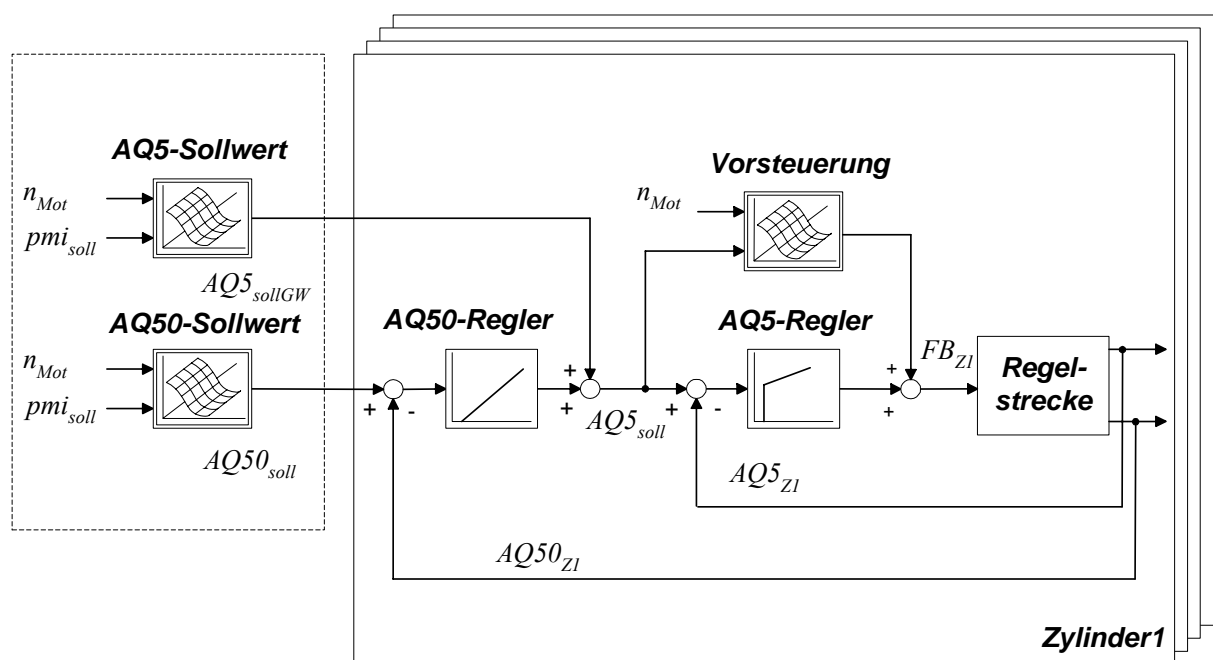 AQ5-Sollwert
n_Mot
pmi_soll
AQ5_sollGW
AQ50-Sollwert
n_Mot
pmi_soll
AQ50_soll
+
-
AQ50-Regler
+
+
AQ5_soll
Vorsteuerung
n_Mot
+
-
AQ5-Regler
+
+
FB_Z1
Regel-
strecke
AQ5_Z1
AQ50_Z1
Zylinder1